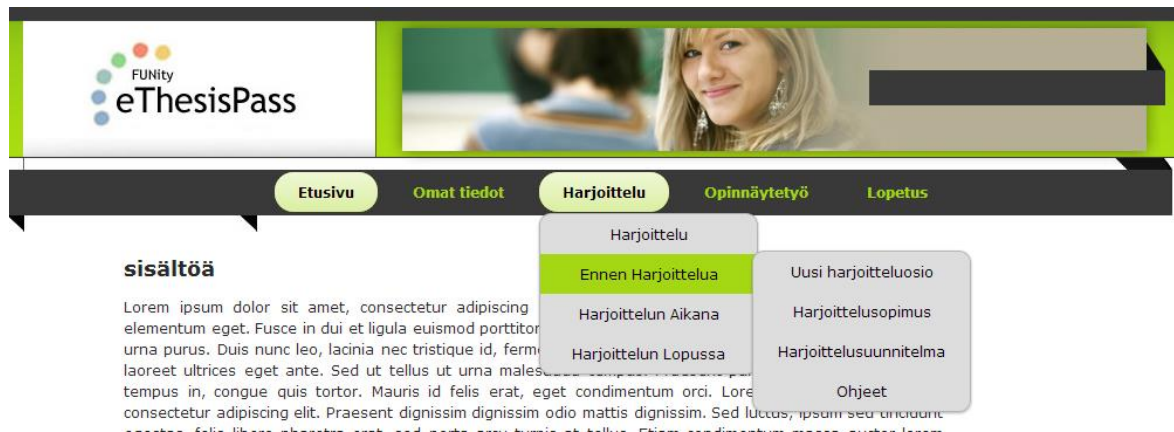 FUNity
eThesisPass
Etusivu Omat tiedot Harjoittelu Opinnäytetyö Lopetus
Harjoittelu
Ennen Harjoittelua
Harjoittelun Aikana
Harjoittelun Lopussa
Uusi harjoitteluosio
Harjoittelusopimus
Harjoittelusuunnitelma
Ohjeet
sisältöä
Lorem ipsum dolor sit amet, consectetur adipiscing
elementum eget. Fusce in dui et ligula euismod porttitor
urna purus. Duis nunc leo, lacinia nec tristique id,
laoreet ultrices eget ante. Sed ut tellus ut urna
tempus in, congue quis tortor. Mauris id felis erat, eget condimentum orci.
consectetur adipiscing elit. Praesent dignissim dignissim odio mattis dignissim. Sed luctus, ipsum sed tincidunt